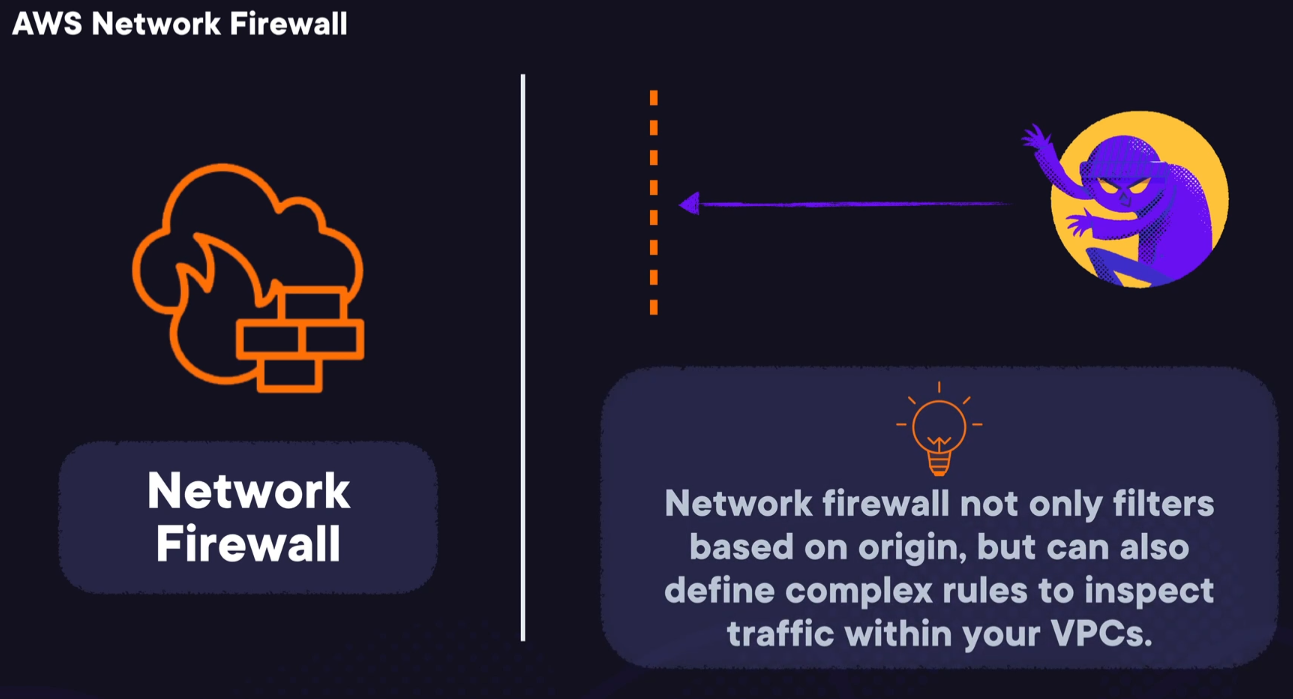 AWS Network Firewall
Network
Firewall
Network firewall not only filters
based on origin, but can also
define complex rules to inspect
traffic within your VPCs.